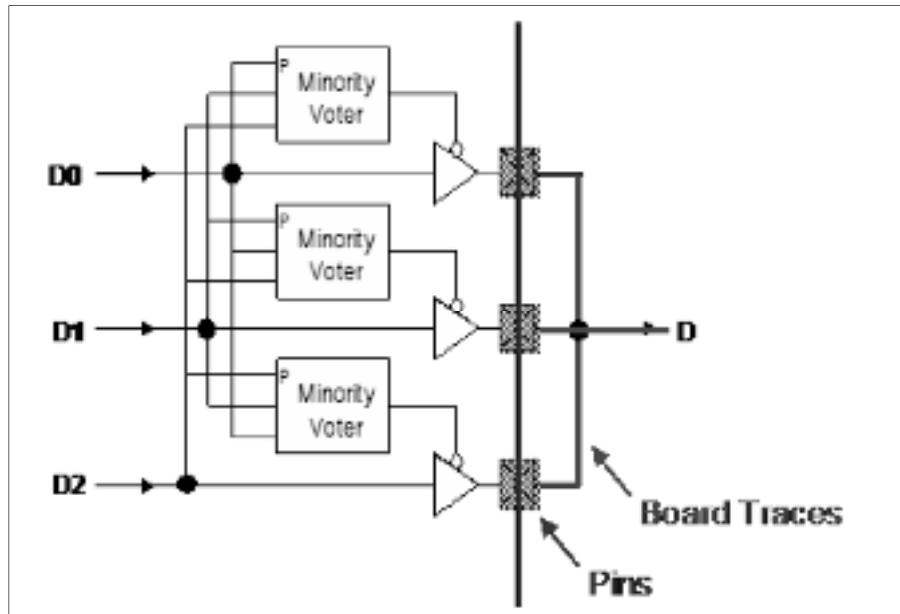 P
Minority
Voter
D0
P
Minority
Voter
D1
D
P
Minority
Voter
D2
Board Traces
Pins